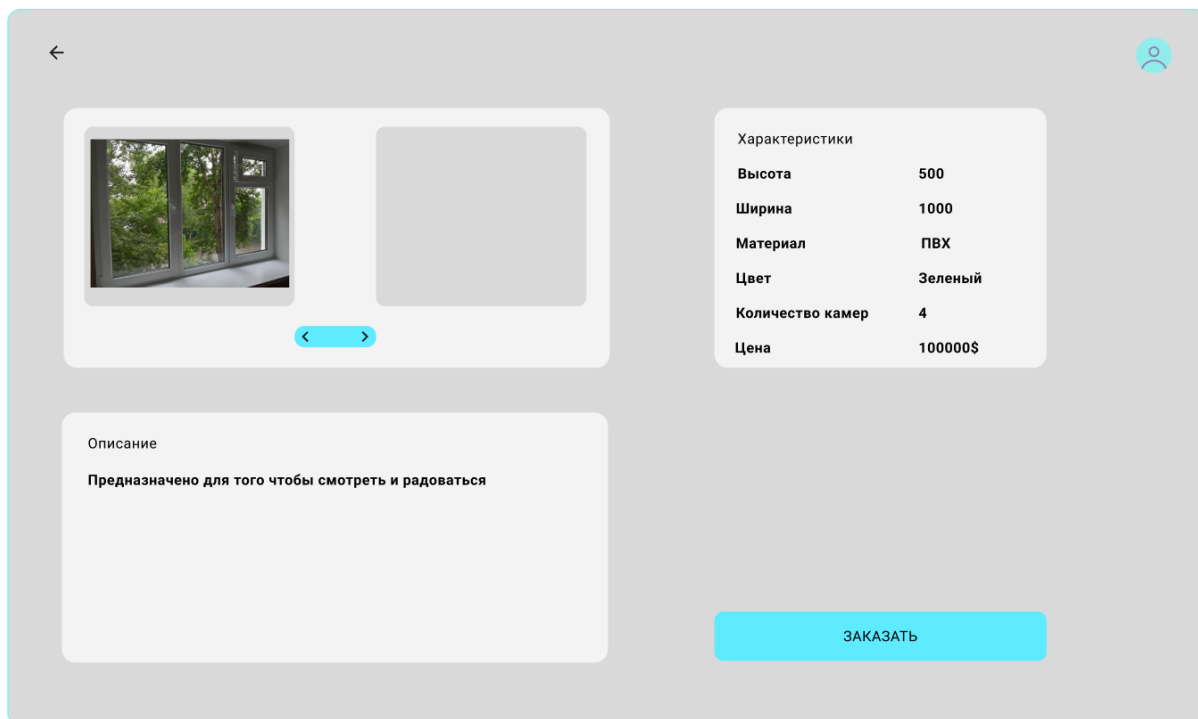 Характеристики
Высота 500
Ширина 1000
Материал ПВХ
Цвет Зеленый
Количество камер 4
Цена 100000$
Описание
Предназначено для того чтобы смотреть и радоваться
ЗАКАЗАТЬ